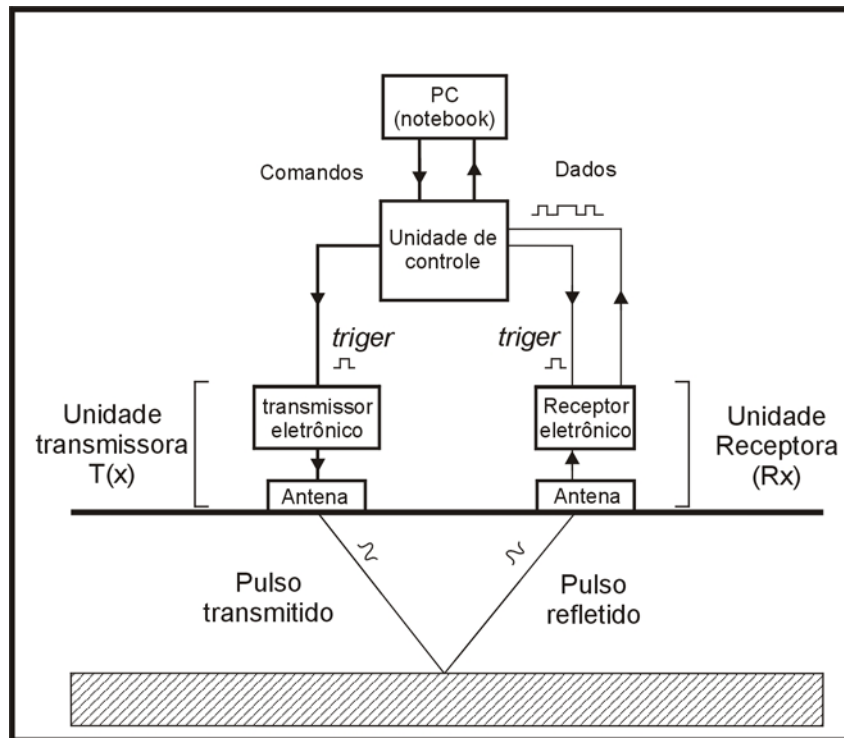 PC
(notebook)
Comandos
Dados
Unidade de
controle
triger
triger
Unidade
transmissora
T(x)
transmissor
eletrônico
Receptor
eletrônico
Unidade
Receptora
(Rx)
Antena
Antena
Pulso
transmitido
Pulso
refletido